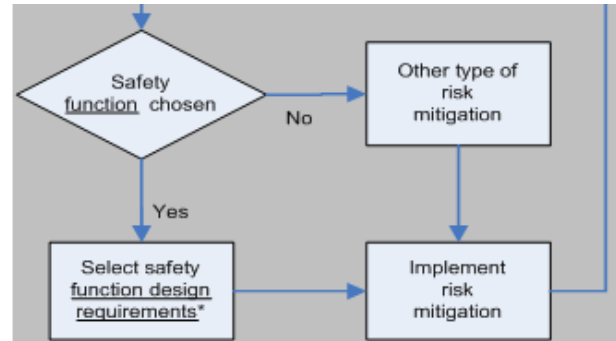 Safety
function chosen
Other type of
risk
mitigation
No
Yes
Select safety
function design
requirements*
Implement
risk
mitigation